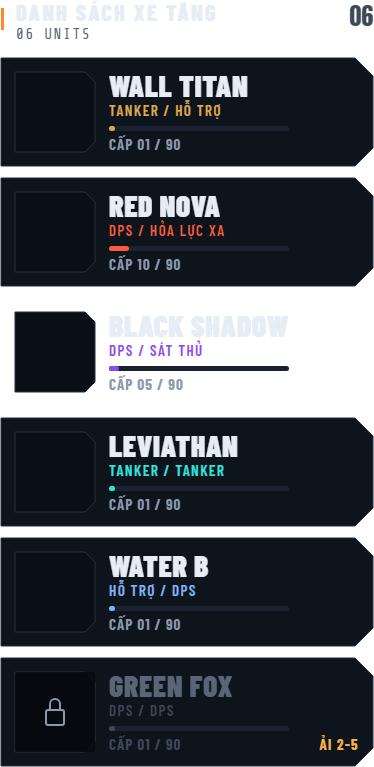 DANH SÁCH XE TĂNG
06 UNITS
06
WALL TITAN
TANKER / HỖ TRỢ
CẤP 01 / 90
RED NOVA
DPS / HỎA LỰC XA
CẤP 10 / 90
BLACK SHADOW
DPS / SÁT THỦ
CẤP 05 / 90
LEVIATHAN
TANKER / TANKER
CẤP 01 / 90
WATER B
HỖ TRỢ / DPS
CẤP 01 / 90
GREEN FOX
DPS / DPS
CẤP 01 / 90
ẢI 2-5